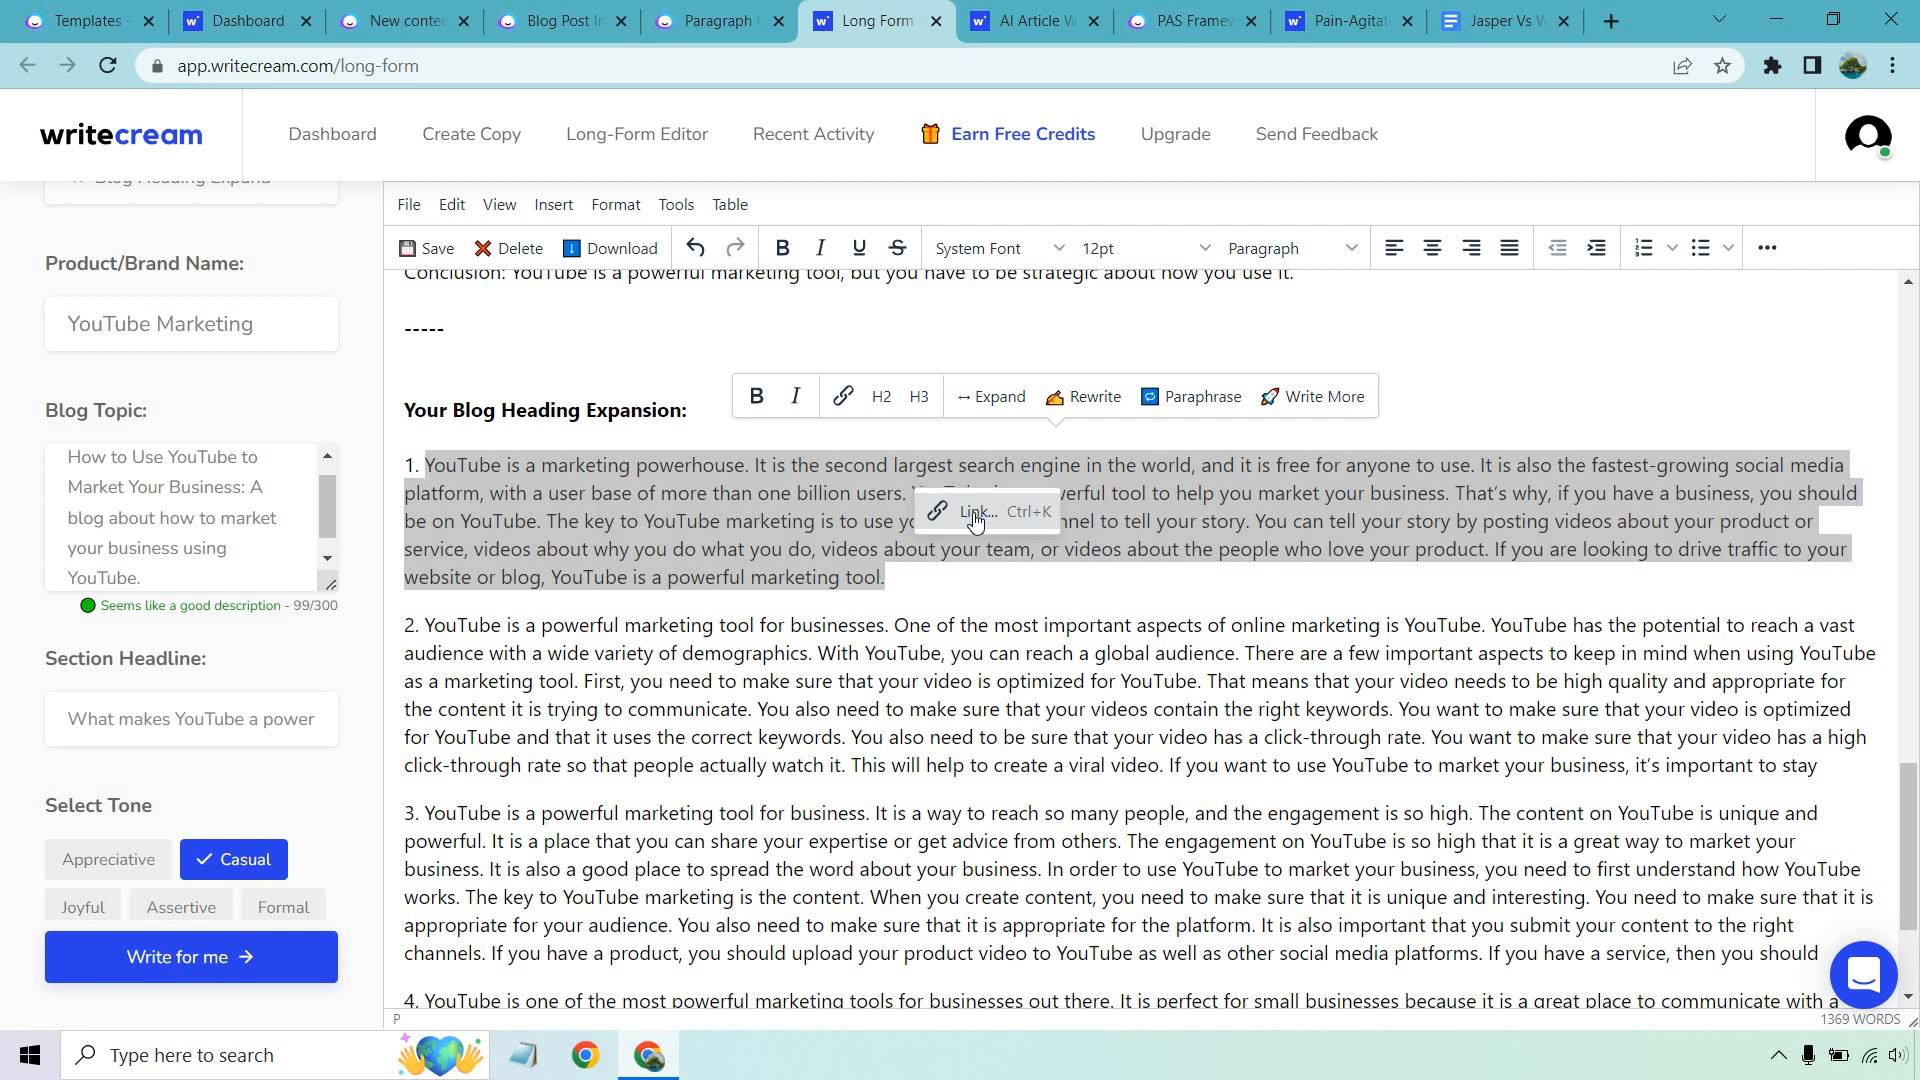 Templates
Dashboard
New conte
Blog Post I
Paragraph
Long Form
AI Article W
PAS Framew
Pain-Agitat
Jasper Vs W
app.writecream.com/long-form
writecream
Dashboard
Create Copy
Long-Form Editor
Recent Activity
Earn Free Credits
Upgrade
Send Feedback
Blog Heading Expand
Product/Brand Name:
YouTube Marketing
Blog Topic:
How to Use YouTube to
Market Your Business: A
blog about how to market
your business using
YouTube.
Seems like a good description - 99/300
Section Headline:
What makes YouTube a power
Select Tone
Appreciative
Casual
Joyful
Assertive
Formal
Write for me
File Edit View Insert Format Tools Table
Save Delete Download B I U S System Font 12pt Paragraph
Conclusion: YouTube is a powerful marketing tool, but you have to be strategic about how you use it.
-----
B I H2 H3 Expand Rewrite Paraphrase Write More
Your Blog Heading Expansion:
1. YouTube is a marketing powerhouse. It is the second largest search engine in the world, and it is free for anyone to use. It is also the fastest-growing social media
platform, with a user base of more than one billion users. verful tool to help you market your business. That's why, if you have a business, you should
be on YouTube. The key to YouTube marketing is to use yo nnel to tell your story. You can tell your story by posting videos about your product or
Link... Ctrl+K
service, videos about why you do what you do, videos about your team, or videos about the people who love your product. If you are looking to drive traffic to your
website or blog, YouTube is a powerful marketing tool.
2. YouTube is a powerful marketing tool for businesses. One of the most important aspects of online marketing is YouTube. YouTube has the potential to reach a vast
audience with a wide variety of demographics. With YouTube, you can reach a global audience. There are a few important aspects to keep in mind when using YouTube
as a marketing tool. First, you need to make sure that your video is optimized for YouTube. That means that your video needs to be high quality and appropriate for
the content it is trying to communicate. You also need to make sure that your videos contain the right keywords. You want to make sure that your video is optimized
for YouTube and that it uses the correct keywords. You also need to be sure that your video has a click-through rate. You want to make sure that your video has a high
click-through rate so that people actually watch it. This will help to create a viral video. If you want to use YouTube to market your business, it's important to stay
3. YouTube is a powerful marketing tool for business. It is a way to reach so many people, and the engagement is so high. The content on YouTube is unique and
powerful. It is a place that you can share your expertise or get advice from others. The engagement on YouTube is so high that it is a great way to market your
business. It is also a good place to spread the word about your business. In order to use YouTube to market your business, you need to first understand how YouTube
works. The key to YouTube marketing is the content. When you create content, you need to make sure that it is unique and interesting. You need to make sure that it is
appropriate for your audience. You also need to make sure that it is appropriate for the platform. It is also important that you submit your content to the right
channels. If you have a product, you should upload your product video to YouTube as well as other social media platforms. If you have a service, then you should
4. YouTube is one of the most powerful marketing tools for businesses out there. It is perfect for small businesses because it is a great place to communicate with a
P
1369 WORDS
Type here to search